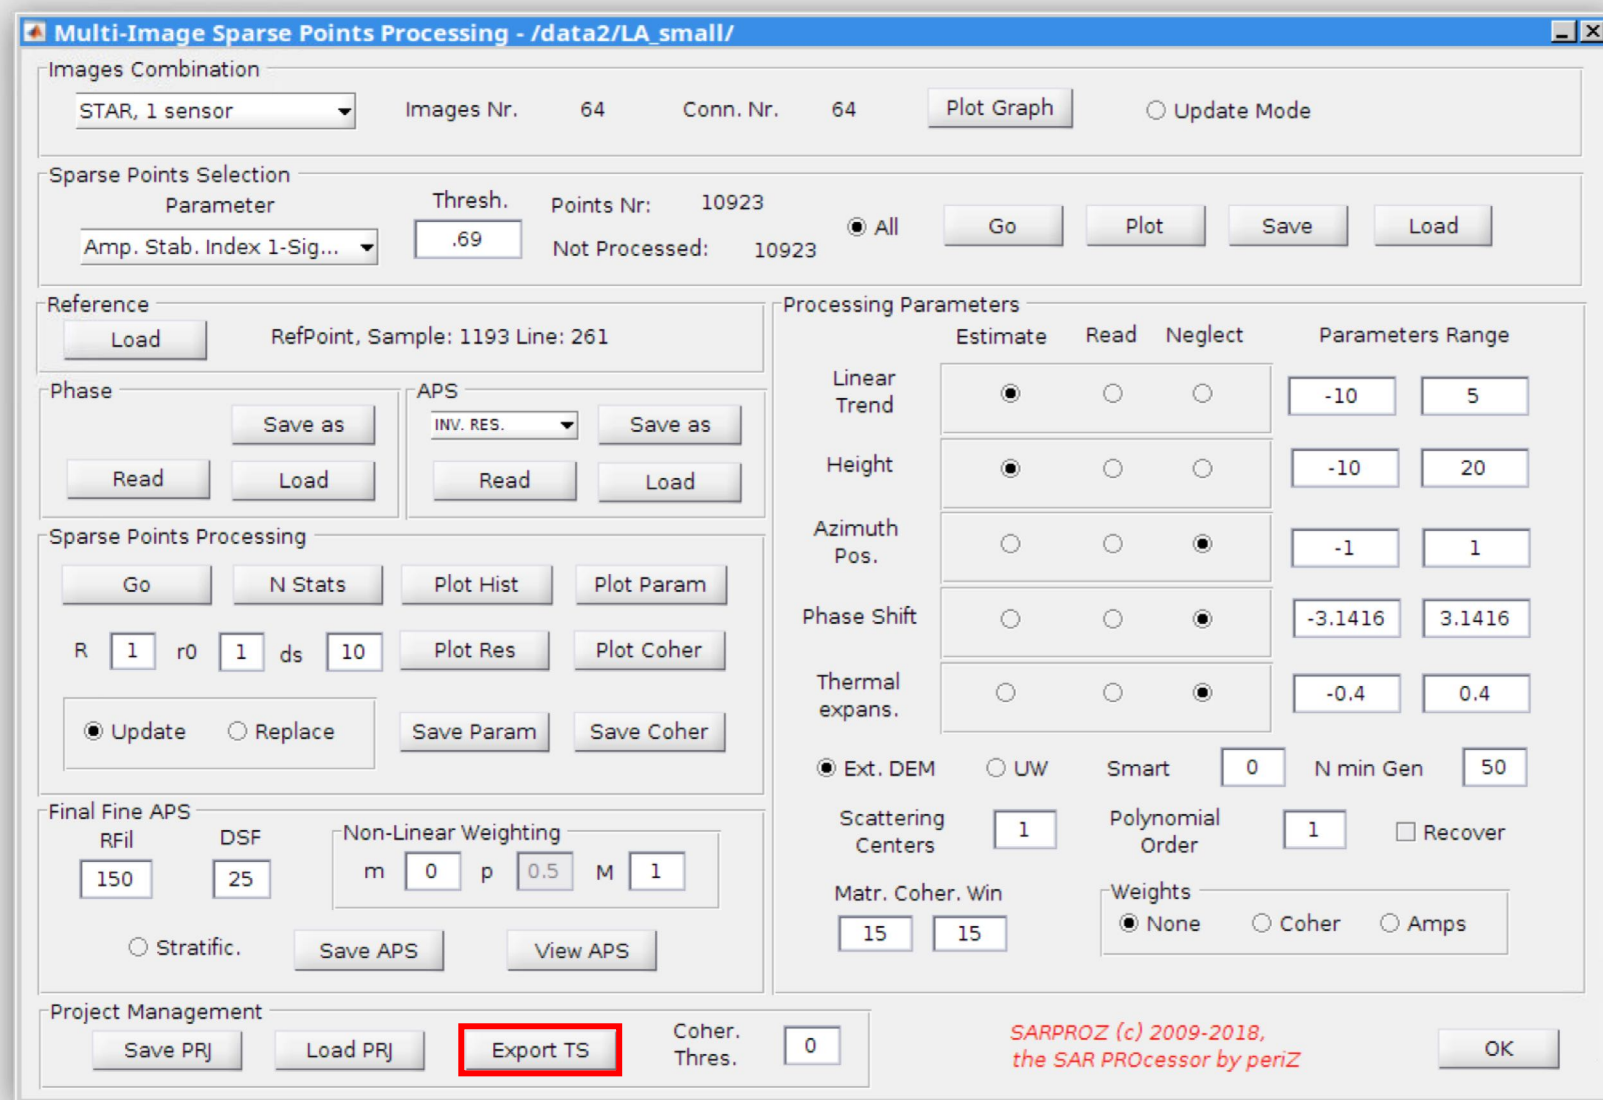 Multi-Image Sparse Points Processing - /data2/LA_small/
Images Combination
STAR, 1 sensor Images Nr. 64 Conn. Nr. 64 Plot Graph Update Mode
Sparse Points Selection
Parameter Thresh. Points Nr: 10923
Amp. Stab. Index 1-Sig... .69 Not Processed: 10923 All Go Plot Save Load
Reference
Load RefPoint, Sample: 1193 Line: 261
Phase
Save as
Read Load
APS
INV. RES. Save as
Read Load
Sparse Points Processing
Go N Stats Plot Hist Plot Param
R 1 r0 1 ds 10 Plot Res Plot Coher
Update Replace Save Param Save Coher
Final Fine APS
RFil DSF
150 25
Non-Linear Weighting
m 0 p 0.5 M 1
Stratific. Save APS View APS
Processing Parameters
Estimate Read Neglect Parameters Range
Linear
Trend
-10 5
Height -10 20
Azimuth
Pos.
-1 1
Phase Shift -3.1416 3.1416
Thermal
expans.
-0.4 0.4
Ext. DEM UW Smart 0 N min Gen 50
Scattering
Centers
1
Polynomial
Order
1 Recover
Matr. Coher. Win
15 15
Weights
None Coher Amps
Project Management
Save PRJ Load PRJ Export TS
Coher.
Thres.
0
SARPROZ (c) 2009-2018,
the SAR PROcessor by periZ
OK